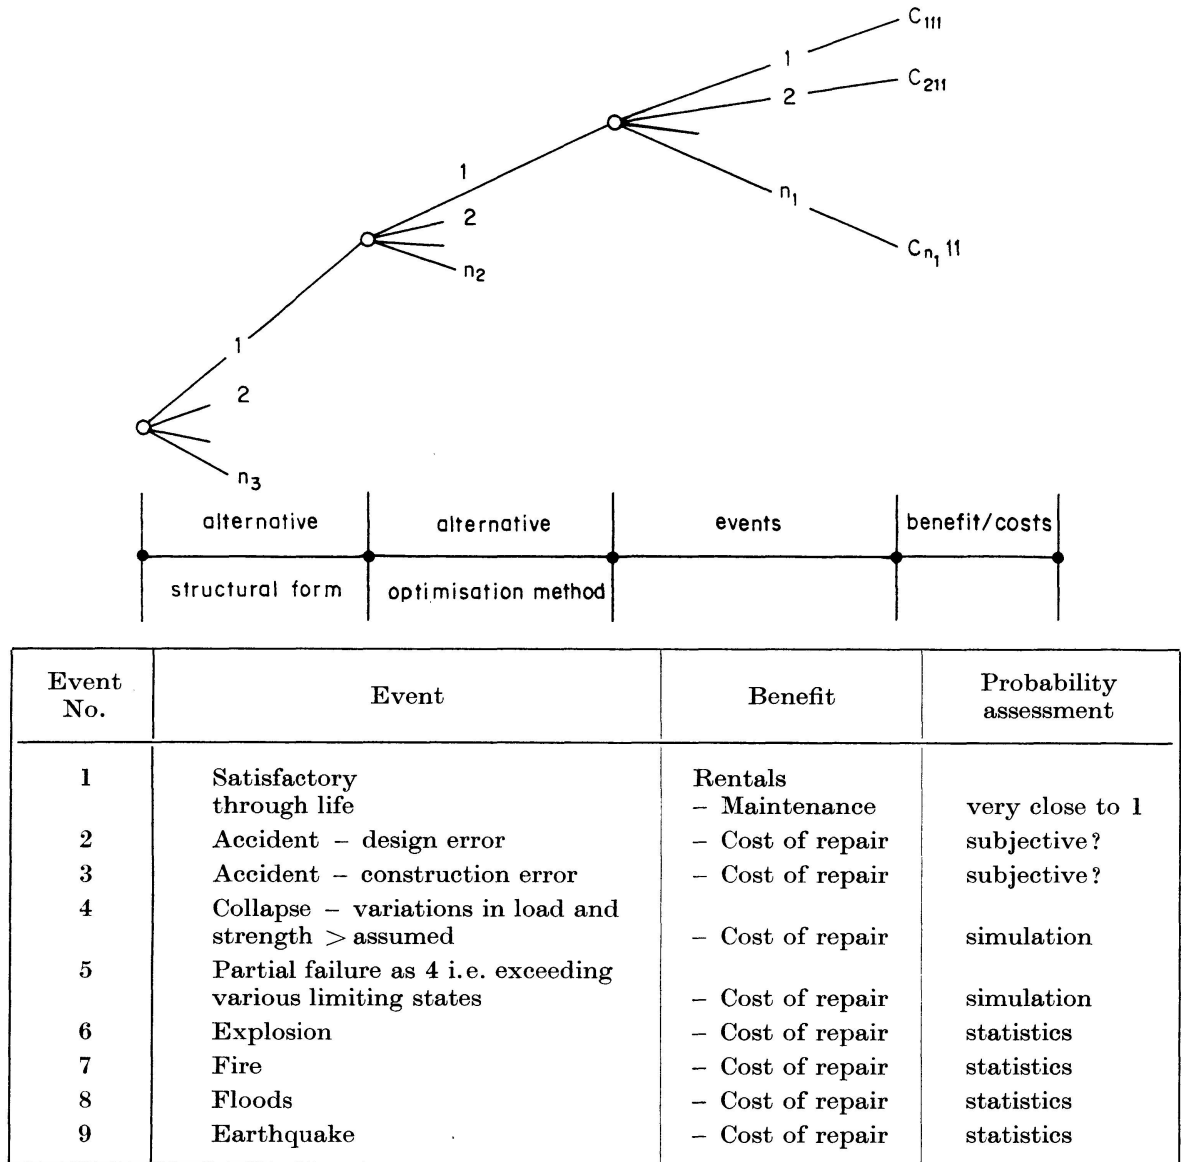 C₁₁₁
1
C₂₁₁
2
1
n₁
2
Cₙ₁ 11
n₂
1
2
n₃
alternative alternative events benefit/costs
structural form optimisation method
Event No. Event Benefit Probability assessment
1 Satisfactory Rentals
through life – Maintenance very close to 1
2 Accident – design error – Cost of repair subjective?
3 Accident – construction error – Cost of repair subjective?
4 Collapse – variations in load and
strength > assumed – Cost of repair simulation
5 Partial failure as 4 i.e. exceeding
various limiting states – Cost of repair simulation
6 Explosion – Cost of repair statistics
7 Fire – Cost of repair statistics
8 Floods – Cost of repair statistics
9 Earthquake – Cost of repair statistics